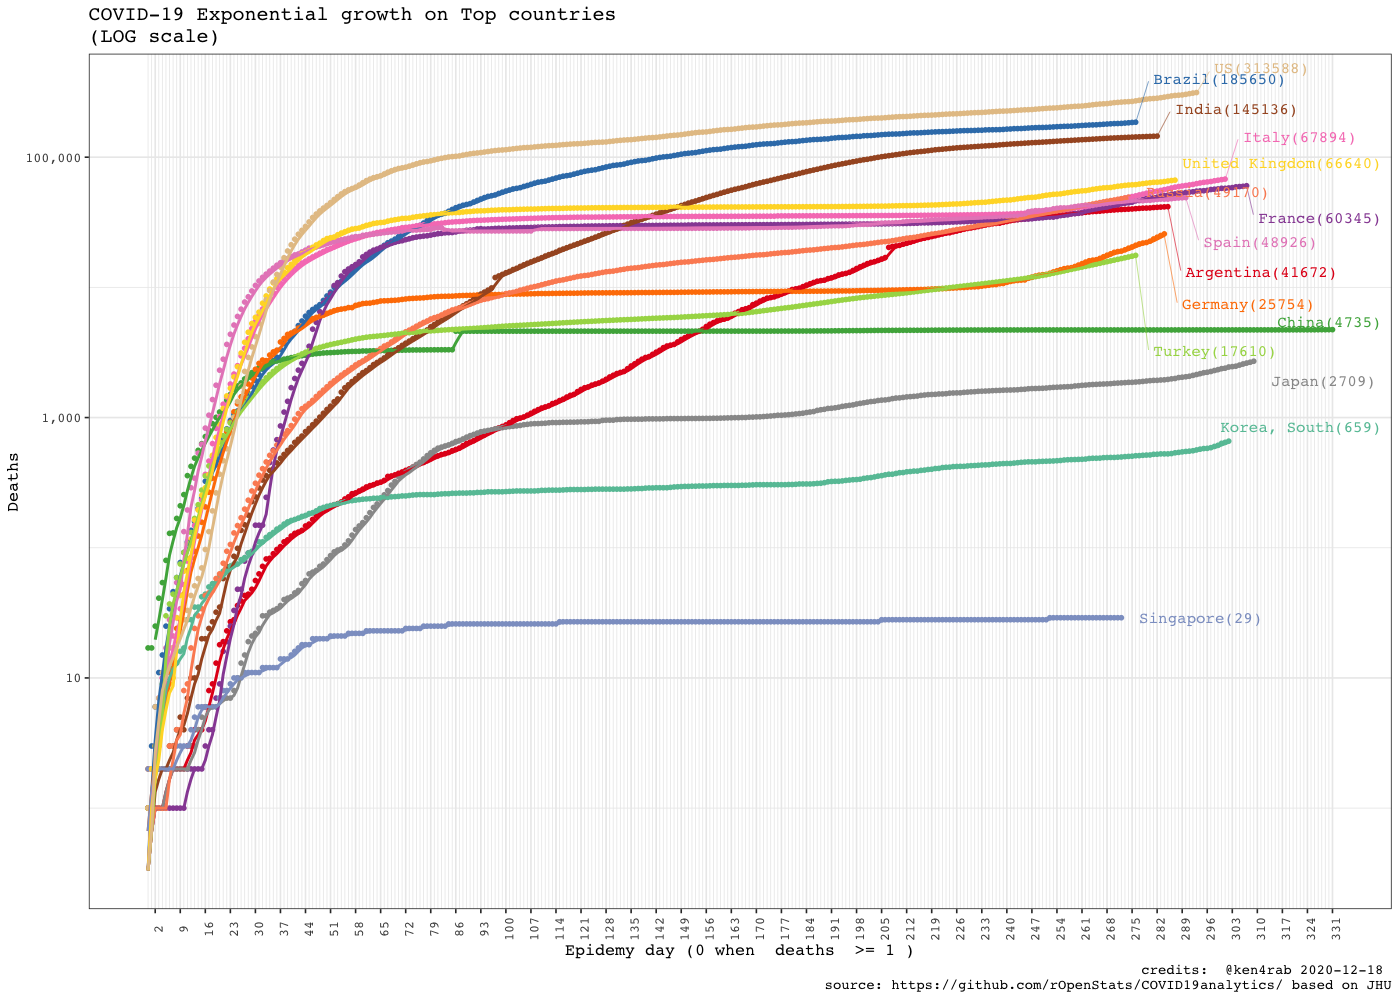 COVID-19 Exponential growth on Top countries
(LOG scale)
US(313588)
Brazil(185650)
India(145136)
Italy(67894)
100,000
United Kingdom(66640)
Russia(49170)
France(60345)
Spain(48926)
Argentina(41672)
Germany(25754)
China(4735)
Turkey(17610)
Japan(2709)
1,000
Korea, South(659)
Deaths
Singapore(29)
10
2 9 16 23 30 37 44 51 58 65 72 79 86 93 100 107 114 121 128 135 142 149 156 163 170 177 184 191 198 205 212 219 226 233 240 247 254 261 268 275 282 289 296 303 310 317 324 331
Epidemy day (0 when  deaths  >= 1 )
credits:  @ken4rab 2020-12-18
source: https://github.com/rOpenStats/COVID19analytics/ based on JHU